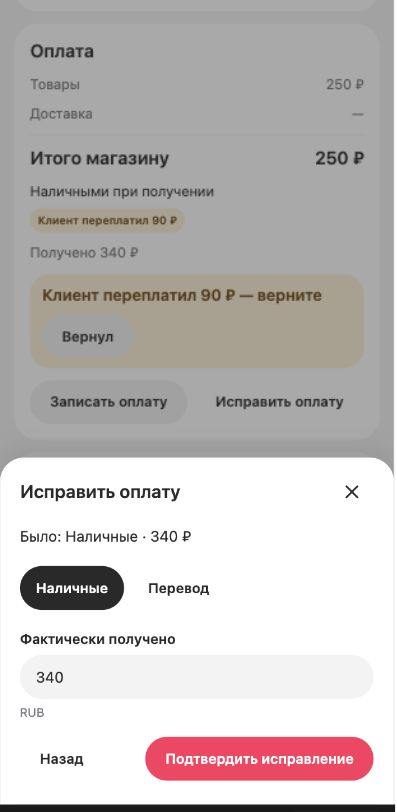 Оплата
Товары 250 ₽
Доставка —
Итого магазину 250 ₽
Наличными при получении
Клиент переплатил 90 ₽
Получено 340 ₽
Клиент переплатил 90 ₽ — верните
Вернул
Записать оплату Исправить оплату
Исправить оплату
Было: Наличные · 340 ₽
Наличные Перевод
Фактически получено
340
RUB
Назад Подтвердить исправление